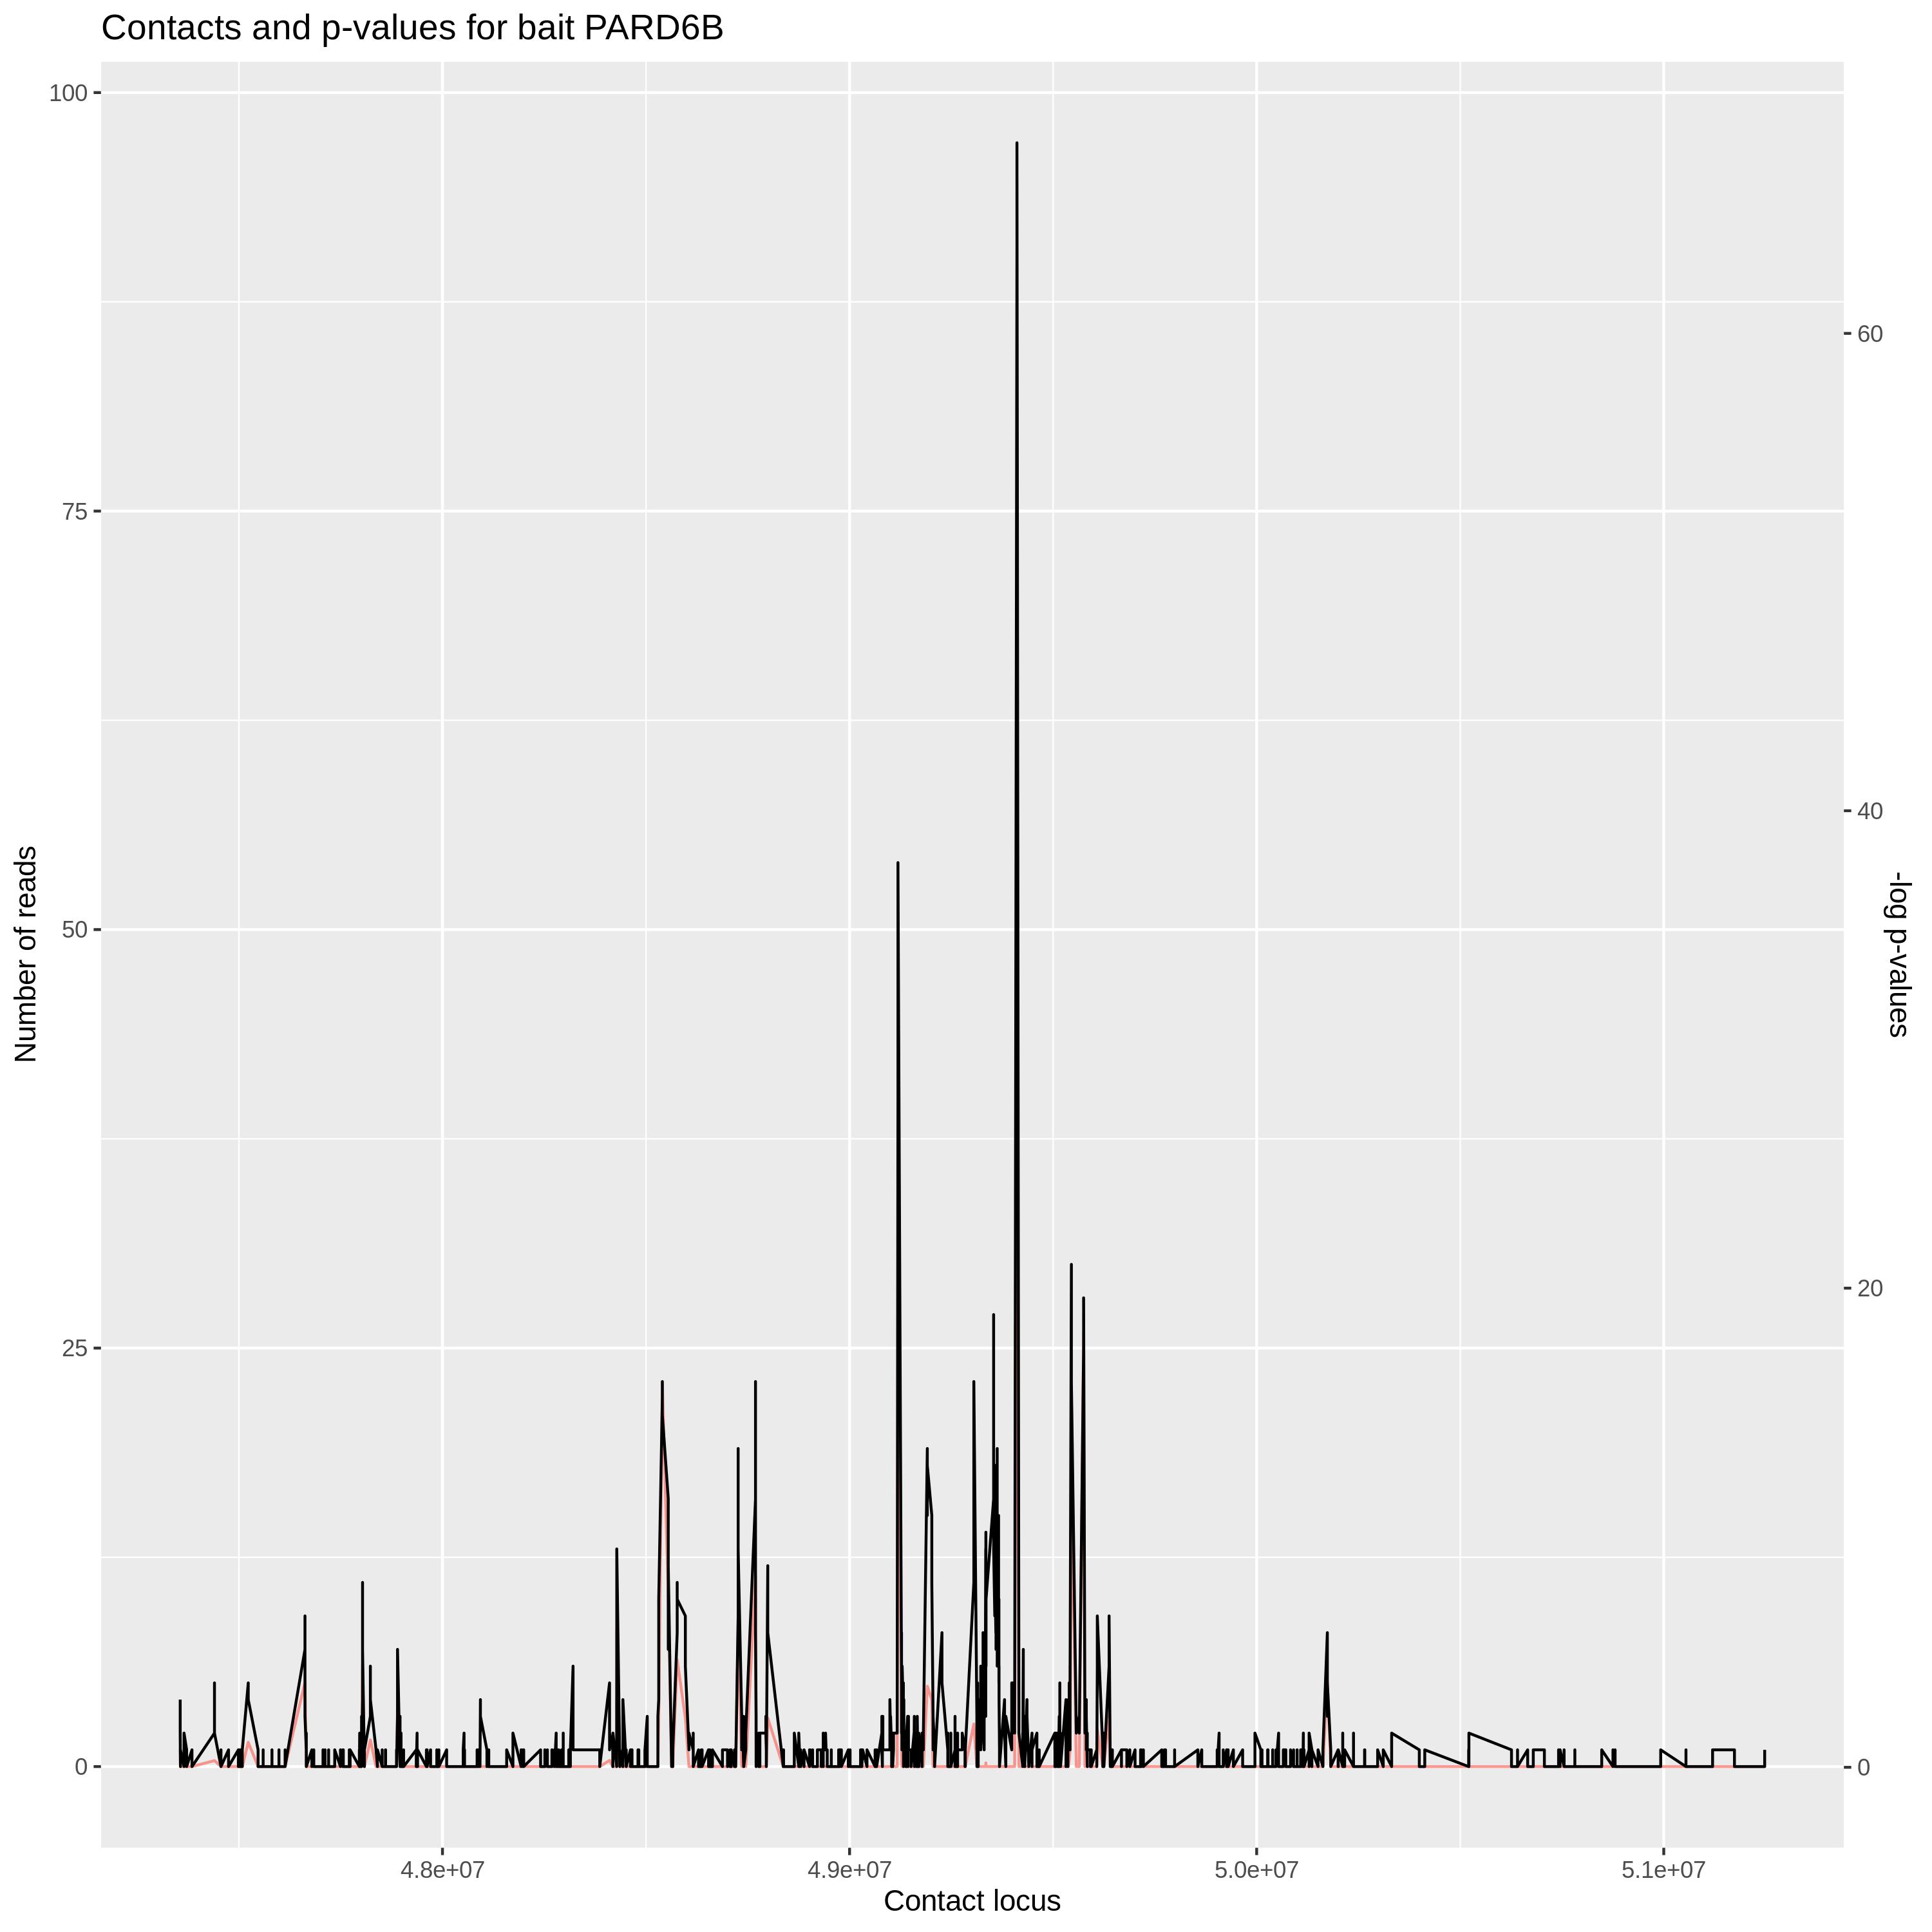 Contacts and p-values for bait PARD6B
100
75
50
25
0
Number of reads
60
40
20
0
-log p-values
4.8e+07
4.9e+07
5.0e+07
5.1e+07
Contact locus